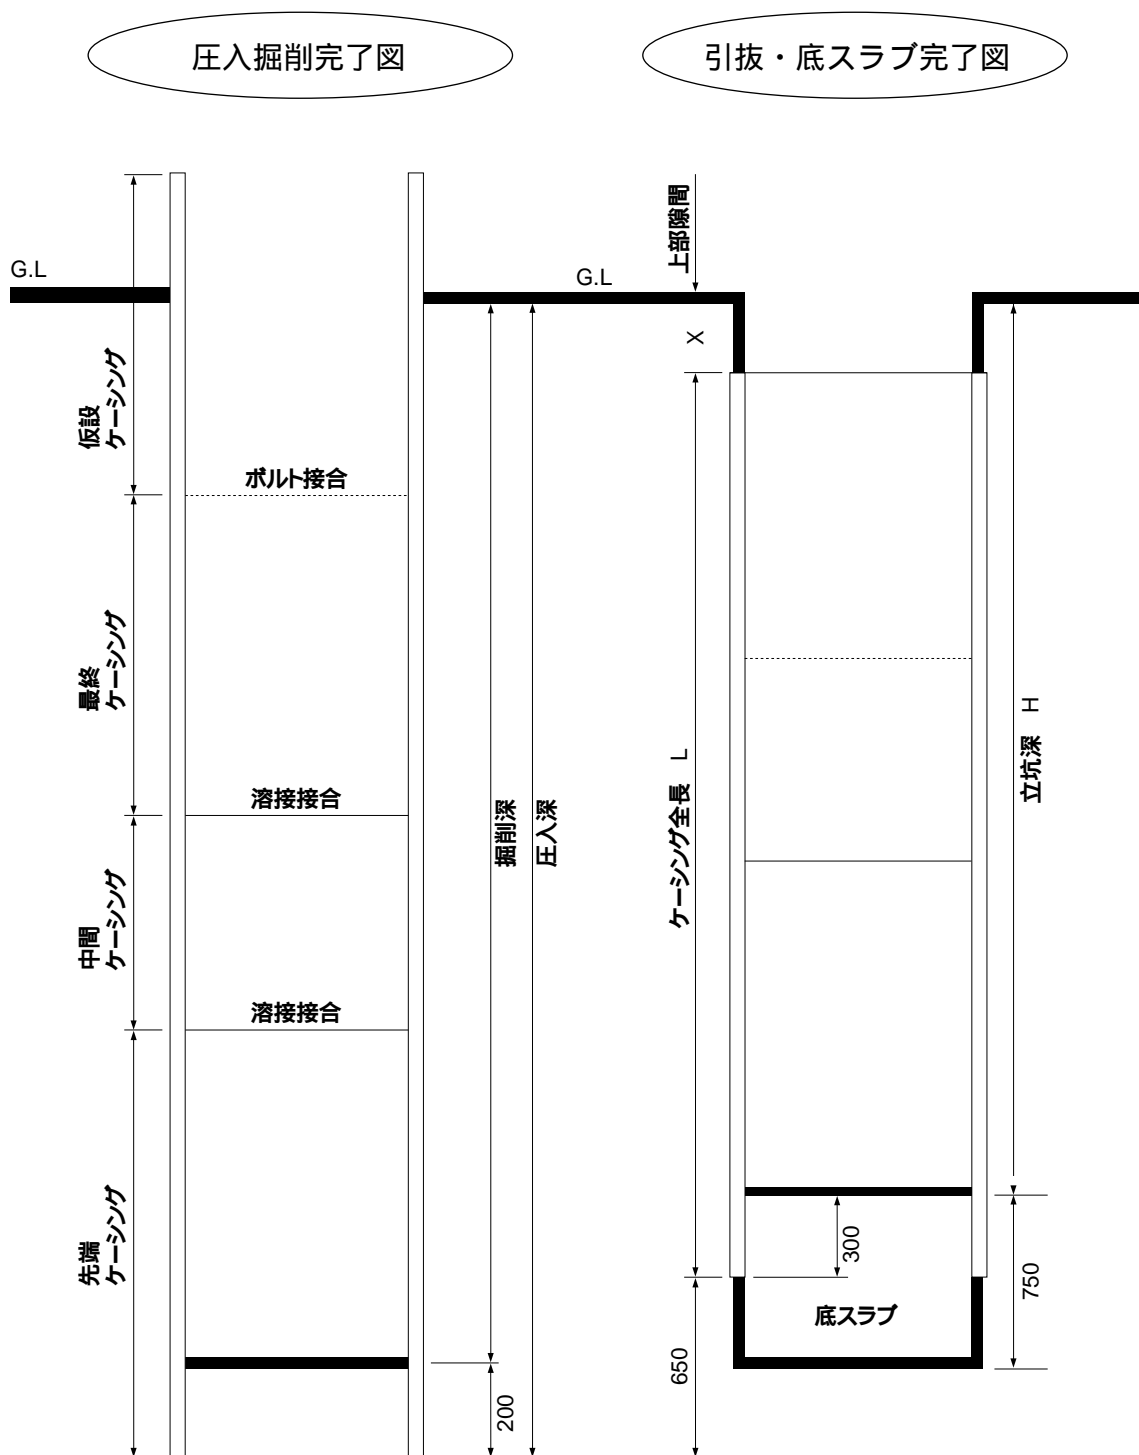 圧入掘削完了図
引抜・底スラブ完了図
G.L
仮設
ケーシング
ボルト接合
最終
ケーシング
溶接接合
中間
ケーシング
溶接接合
先端
ケーシング
掘削深
圧入深
200
G.L
上部隙間
X
ケーシング全長 L
立坑深 H
300
底スラブ
650
750